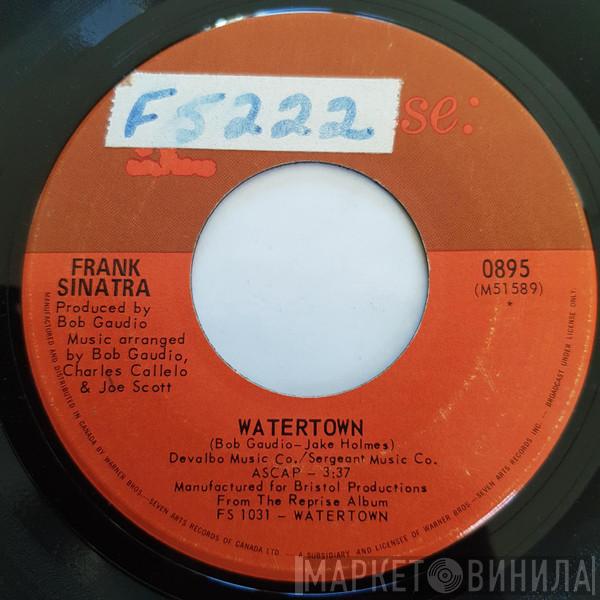 F5222
se:
FRANK
SINATRA
Produced by
Bob Gaudio
Music arranged
by Bob Gaudio,
Charles Callelo
& Joe Scott
0895
(M51589)
*
WATERTOWN
(Bob Gaudio-Jake Holmes)
Devalbo Music Co./Sergeant Music Co.
ASCAP - 3:37
Manufactured for Bristol Productions
From The Reprise Album
FS 1031 - WATERTOWN
MANUFACTURED AND DISTRIBUTED IN CANADA BY WARNER BROS.-SEVEN ARTS RECORDS OF CANADA LTD.-A SUBSIDIARY AND LICENSEE OF WARNER BROS.-SEVEN ARTS RECORDS INC. - BROADCAST UNDER LICENSE ONLY:
МАРКЕТ ВИНИЛА